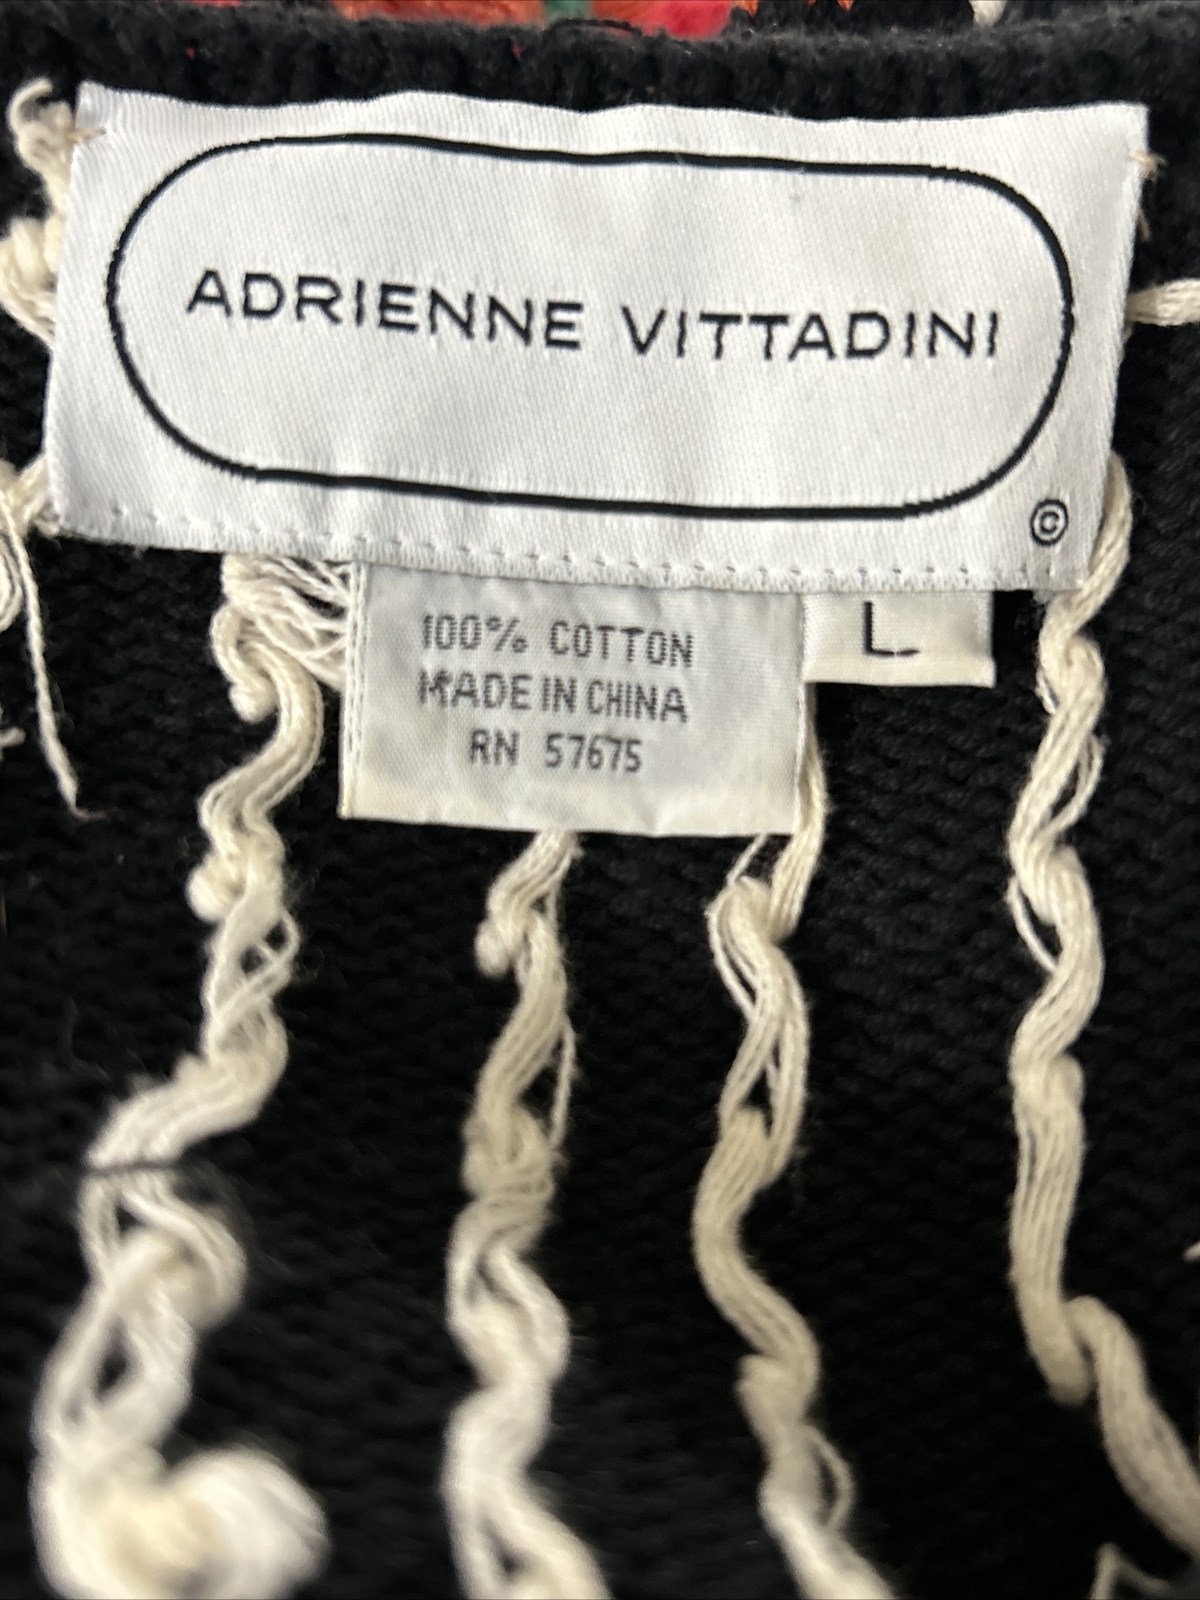 ADRIENNE VITTADINI
©
100% COTTON
MADE IN CHINA
RN 57675
L